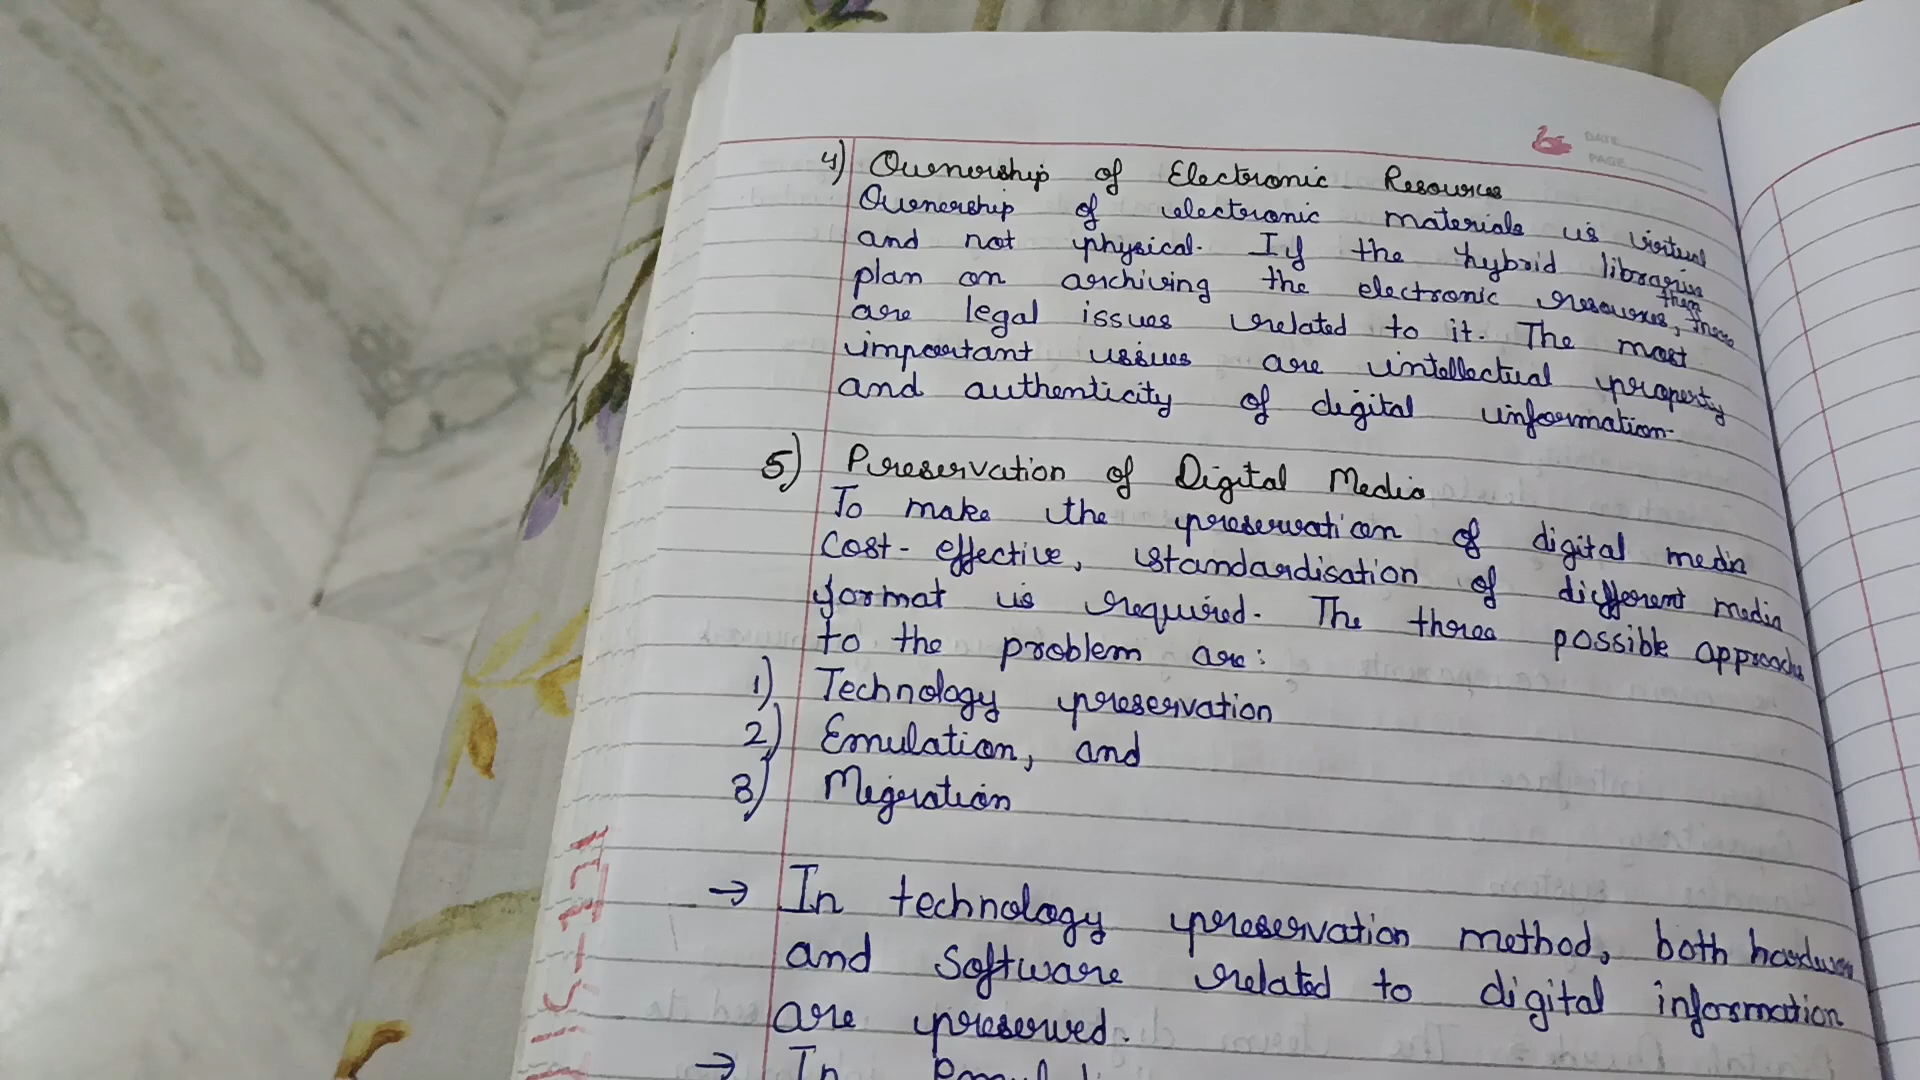 DATE
PAGE
4) Ownership of Electronic Resources
Ownership of electronic materials is virtual
and not physical. If the hybrid libraries
plan on archiving the electronic resources, then there
are legal issues related to it. The most
important issues are intellectual property
and authenticity of digital information.
5) Preservation of Digital Media
To make the preservation of digital media
cost-effective, standardisation of different media
format is required. The three possible approaches
to the problem are:
1) Technology preservation
2) Emulation, and
3) Migration
→ In technology preservation method, both hardware
and software related to digital information
are preserved.
→ In